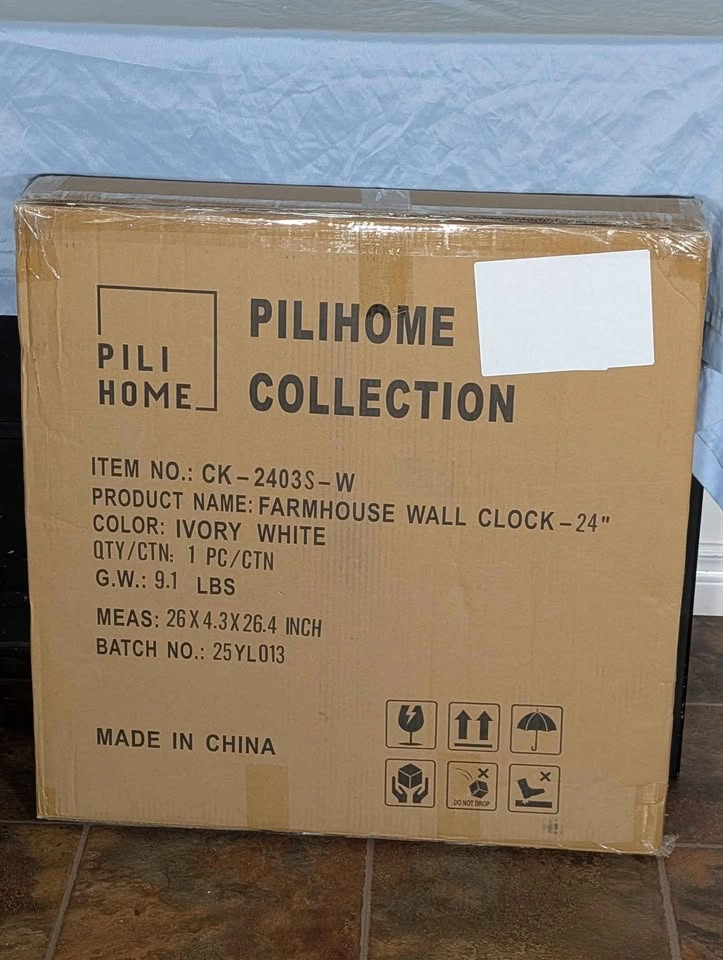 PILI
HOME
PILIHOME
COLLECTION
ITEM NO.: CK-2403S-W
PRODUCT NAME: FARMHOUSE WALL CLOCK-24"
COLOR: IVORY WHITE
QTY/CTN: 1 PC/CTN
G.W.: 9.1 LBS
MEAS: 26X4.3X26.4 INCH
BATCH NO.: 25YL013
MADE IN CHINA
DO NOT DROP